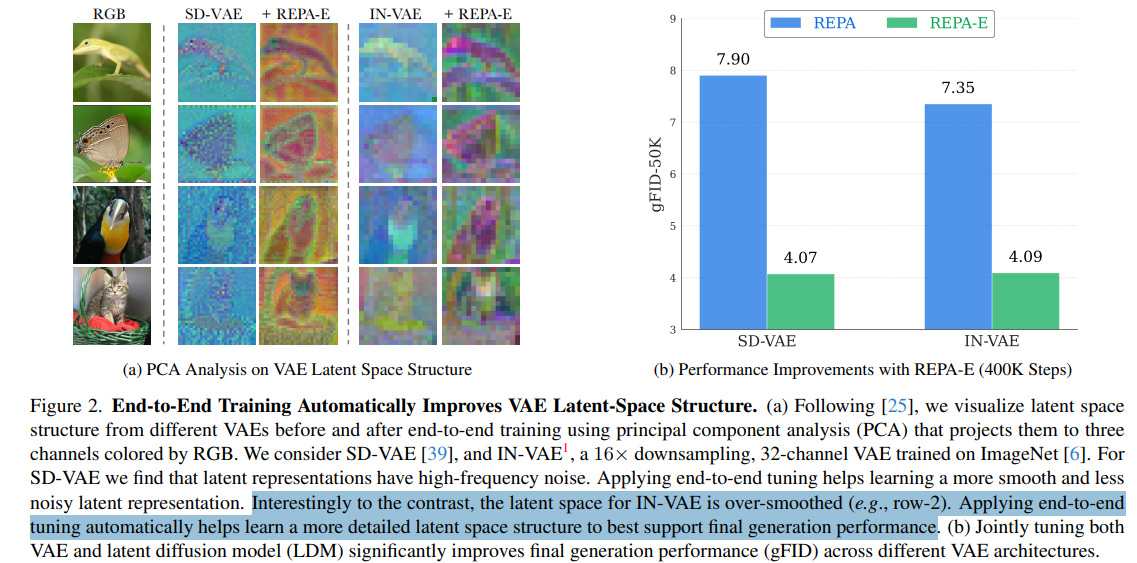 RGB SD-VAE + REPA-E IN-VAE + REPA-E
(a) PCA Analysis on VAE Latent Space Structure
REPA REPA-E
9
8
7
6
5
4
3
gFID-50K
7.90
4.07
7.35
4.09
SD-VAE IN-VAE
(b) Performance Improvements with REPA-E (400K Steps)
Figure 2. End-to-End Training Automatically Improves VAE Latent-Space Structure. (a) Following [25], we visualize latent space
structure from different VAEs before and after end-to-end training using principal component analysis (PCA) that projects them to three
channels colored by RGB. We consider SD-VAE [39], and IN-VAE¹, a 16× downsampling, 32-channel VAE trained on ImageNet [6]. For
SD-VAE we find that latent representations have high-frequency noise. Applying end-to-end tuning helps learning a more smooth and less
noisy latent representation. Interestingly to the contrast, the latent space for IN-VAE is over-smoothed (e.g., row-2). Applying end-to-end
tuning automatically helps learn a more detailed latent space structure to best support final generation performance. (b) Jointly tuning both
VAE and latent diffusion model (LDM) significantly improves final generation performance (gFID) across different VAE architectures.